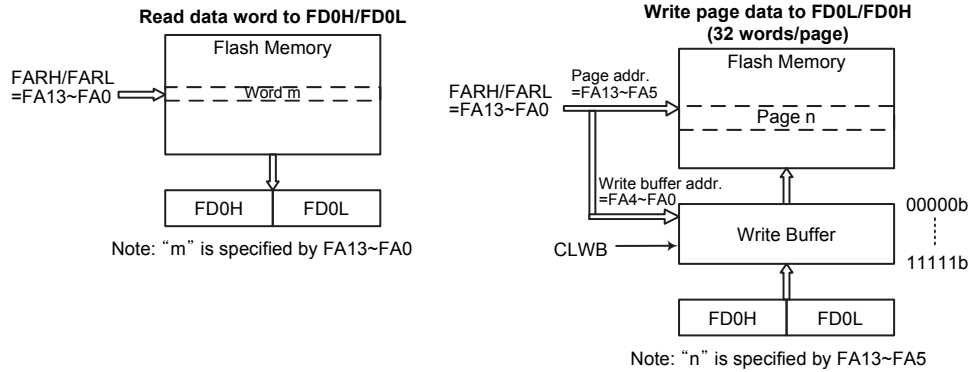 Read data word to FD0H/FD0L
Flash Memory
FARH/FARL
=FA13~FA0
Word m
FD0H
FD0L
Note: “m” is specified by FA13~FA0
Write page data to FD0L/FD0H
(32 words/page)
Flash Memory
FARH/FARL
=FA13~FA0
Page addr.
=FA13~FA5
Page n
Write buffer addr.
=FA4~FA0
CLWB
Write Buffer
00000b
11111b
FD0H
FD0L
Note: “n” is specified by FA13~FA5